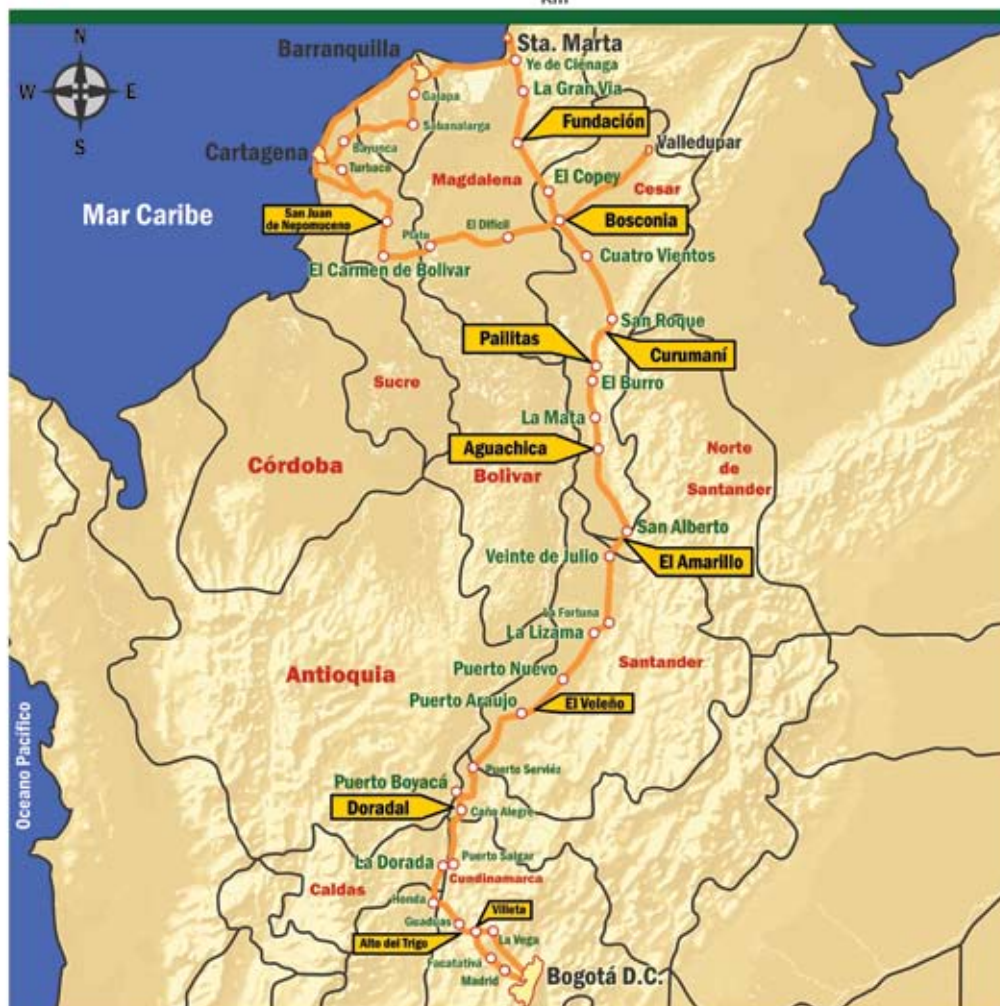 Km
N
W
E
S
Mar Caribe
Barranquilla
Sta. Marta
Ye de Ciénaga
Galapa
La Gran Vía
Sabanalarga
Fundación
Bayunca
Valledupar
Cartagena
Turbaco
Magdalena
El Copey
Cesar
San Juan
de Nepomuceno
Bosconia
El Difícil
Plato
El Carmen de Bolivar
Cuatro Vientos
San Roque
Pailitas
Curumaní
Sucre
El Burro
La Mata
Aguachica
Córdoba
Bolivar
Norte
de
Santander
San Alberto
Veinte de Julio
El Amarillo
La Fortuna
La Lizama
Antioquia
Puerto Nuevo
Santander
Puerto Araujo
El Veleño
Oceano Pacífico
Puerto Serviéz
Puerto Boyacá
Doradal
Caño Alegre
La Dorada
Puerto Salgar
Cundinamarca
Caldas
Honda
Villeta
Guaduas
Alto del Trigo
La Vega
Facatativá
Madrid
Bogotá D.C.